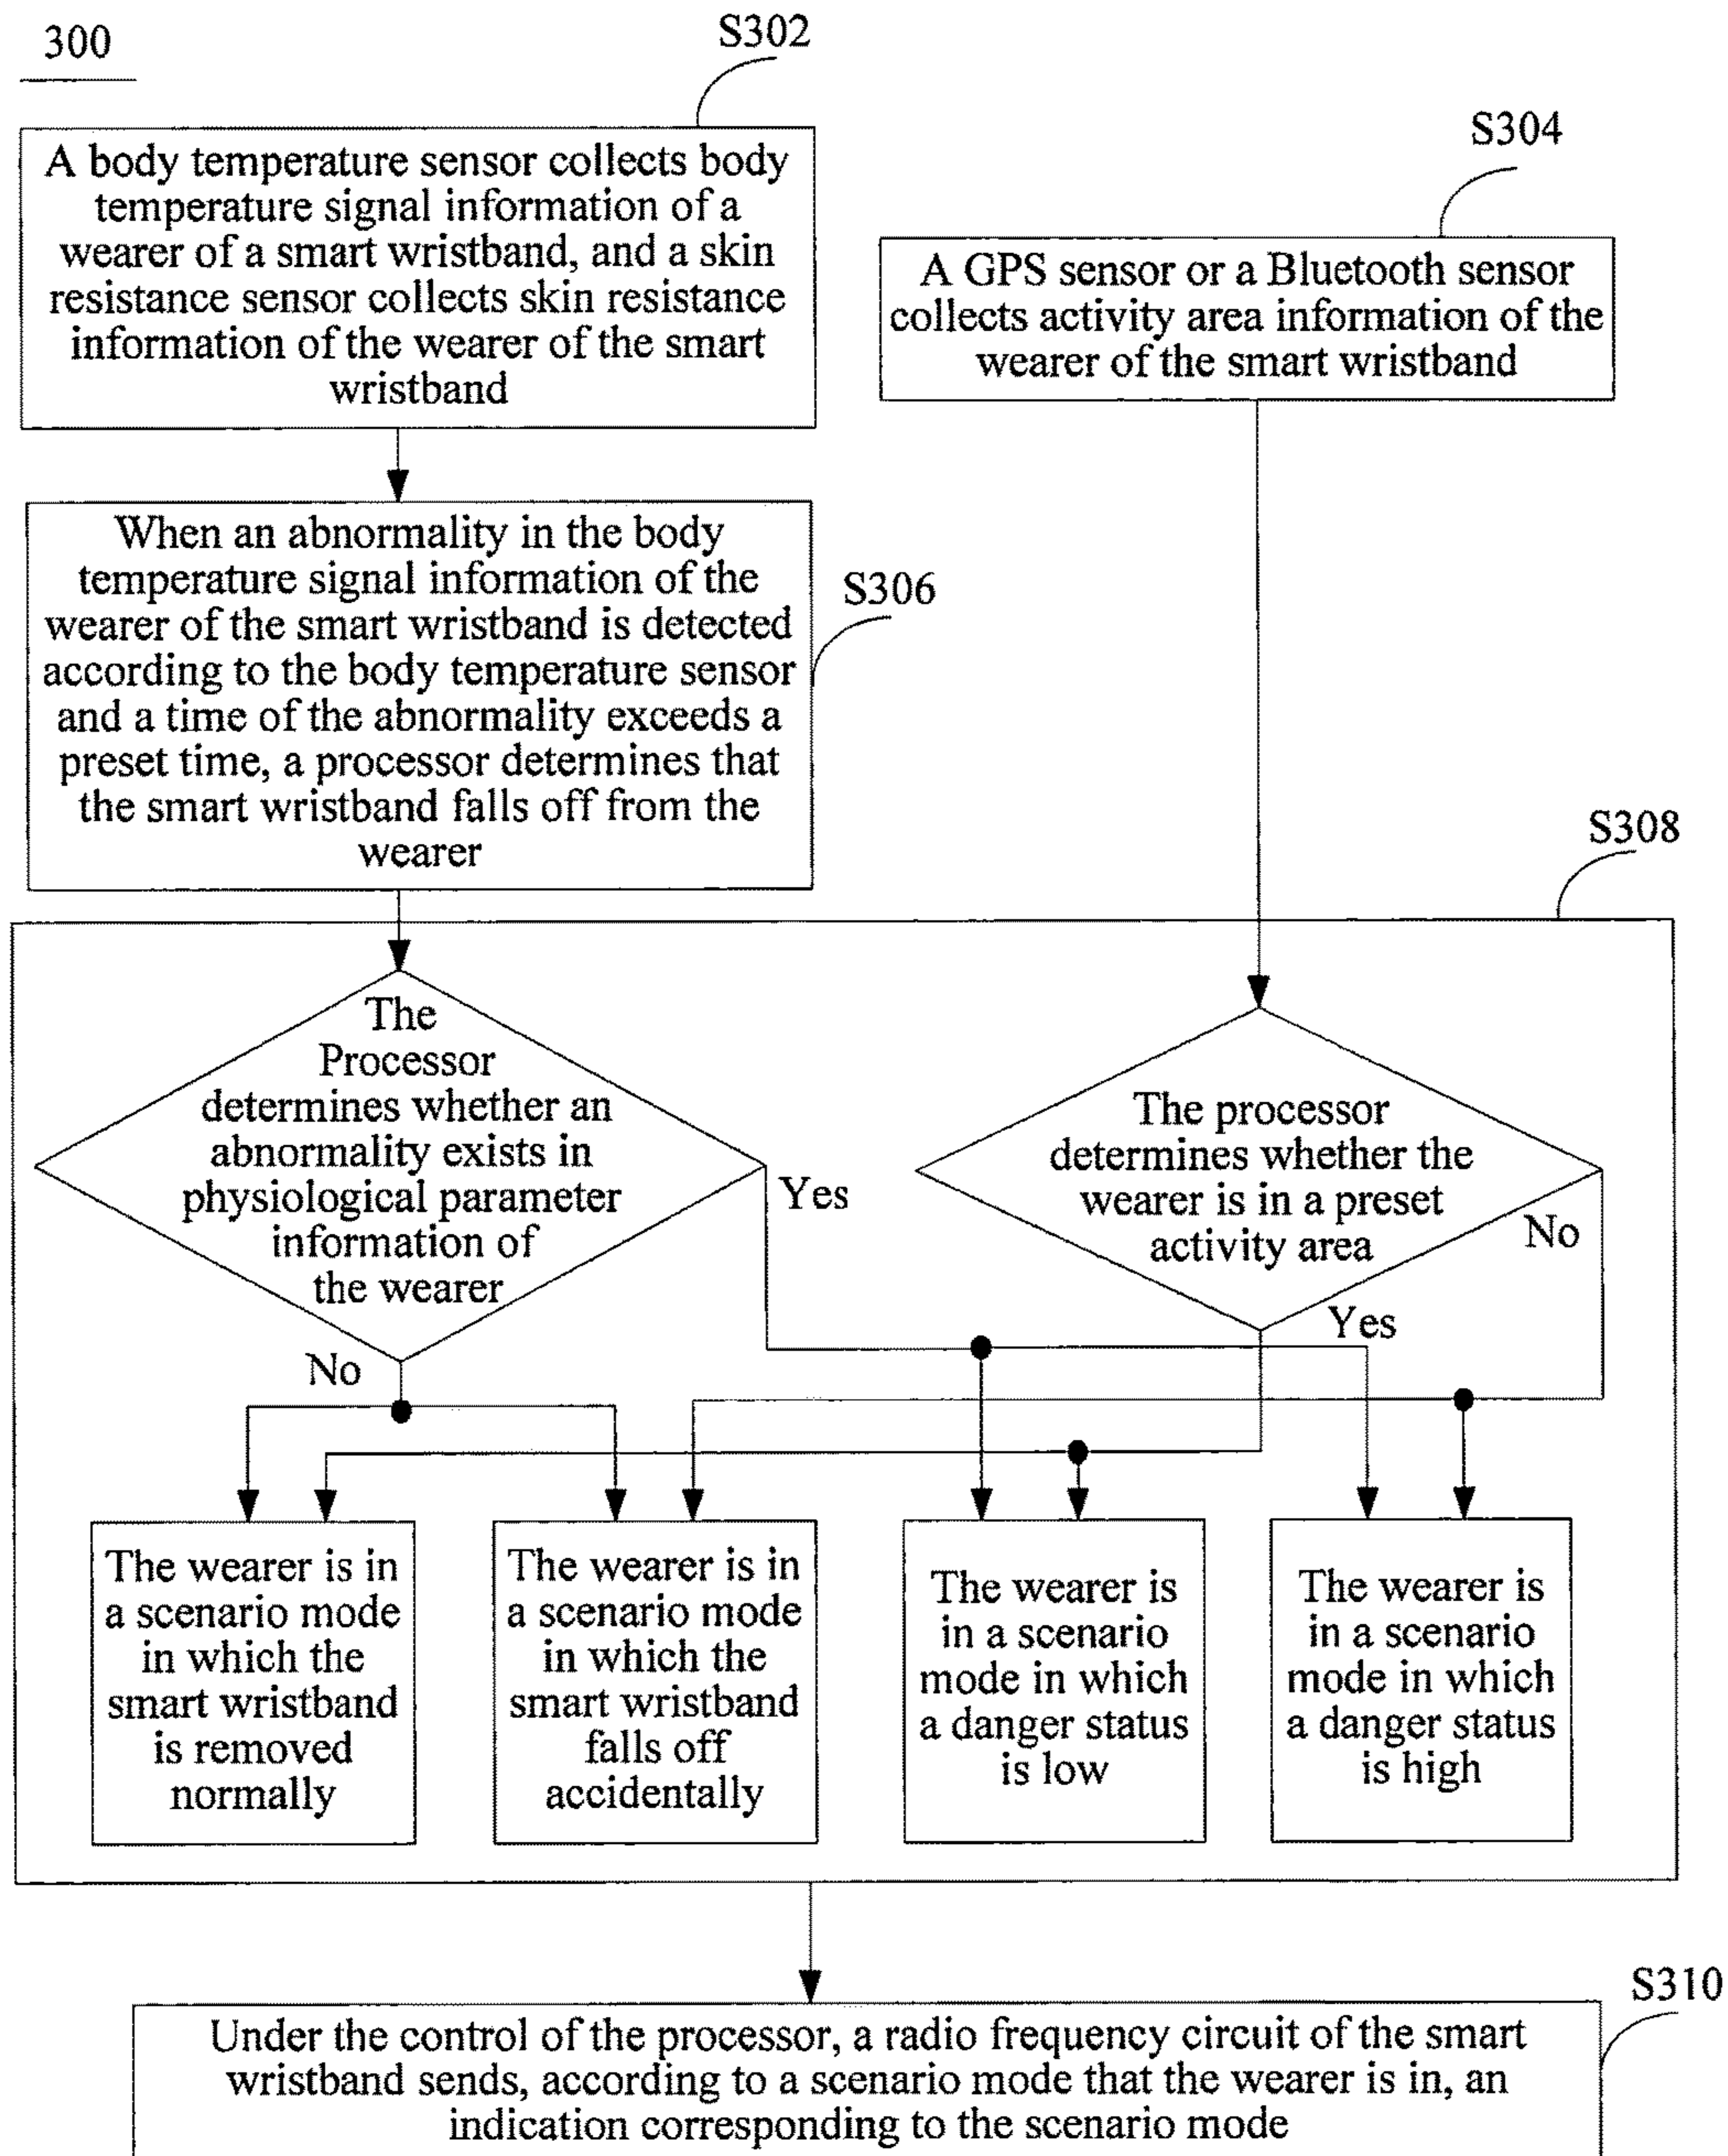 300
S302
A body temperature sensor collects body
temperature signal information of a
wearer of a smart wristband, and a skin
resistance sensor collects skin resistance
information of the wearer of the smart
wristband
S304
A GPS sensor or a Bluetooth sensor
collects activity area information of the
wearer of the smart wristband
When an abnormality in the body
temperature signal information of the
wearer of the smart wristband is detected
according to the body temperature sensor
and a time of the abnormality exceeds a
preset time, a processor determines that
the smart wristband falls off from the
wearer
S306
S308
The
Processor
determines whether an
abnormality exists in
physiological parameter
information of
the wearer
Yes
No
The processor
determines whether the
wearer is in a preset
activity area
No
Yes
The wearer is in
a scenario mode
in which the
smart wristband
is removed
normally
The wearer is in
a scenario mode
in which the
smart wristband
falls off
accidentally
The wearer is
in a scenario
mode in which
a danger status
is low
The wearer is
in a scenario
mode in which
a danger status
is high
S310
Under the control of the processor, a radio frequency circuit of the smart
wristband sends, according to a scenario mode that the wearer is in, an
indication corresponding to the scenario mode